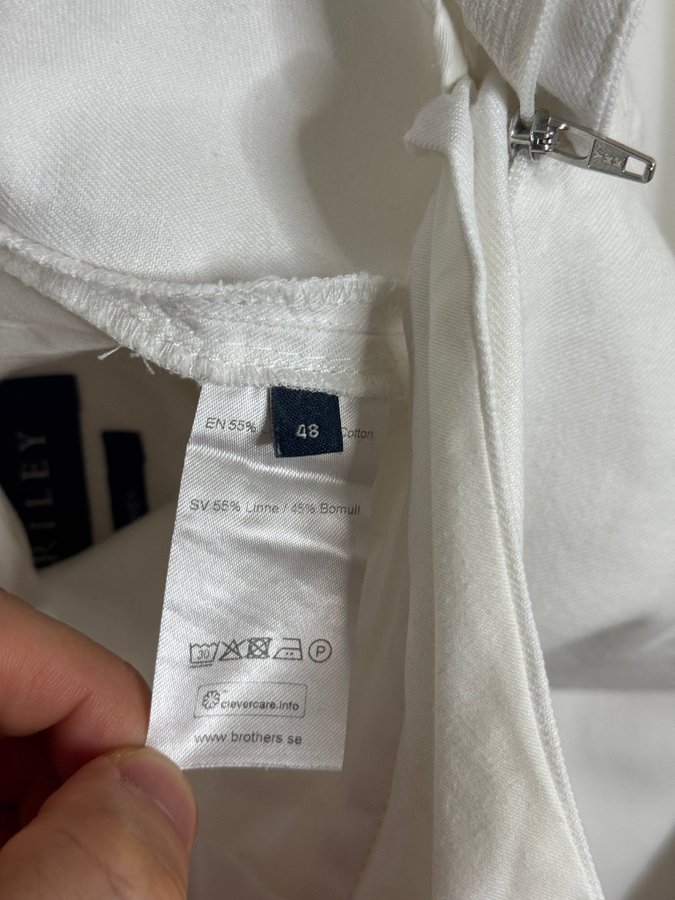 EN 55%
Cotton
48
SV 55% Linne / 45% Bomull
30
P
clevercare.info
www.brothers.se
RILEY